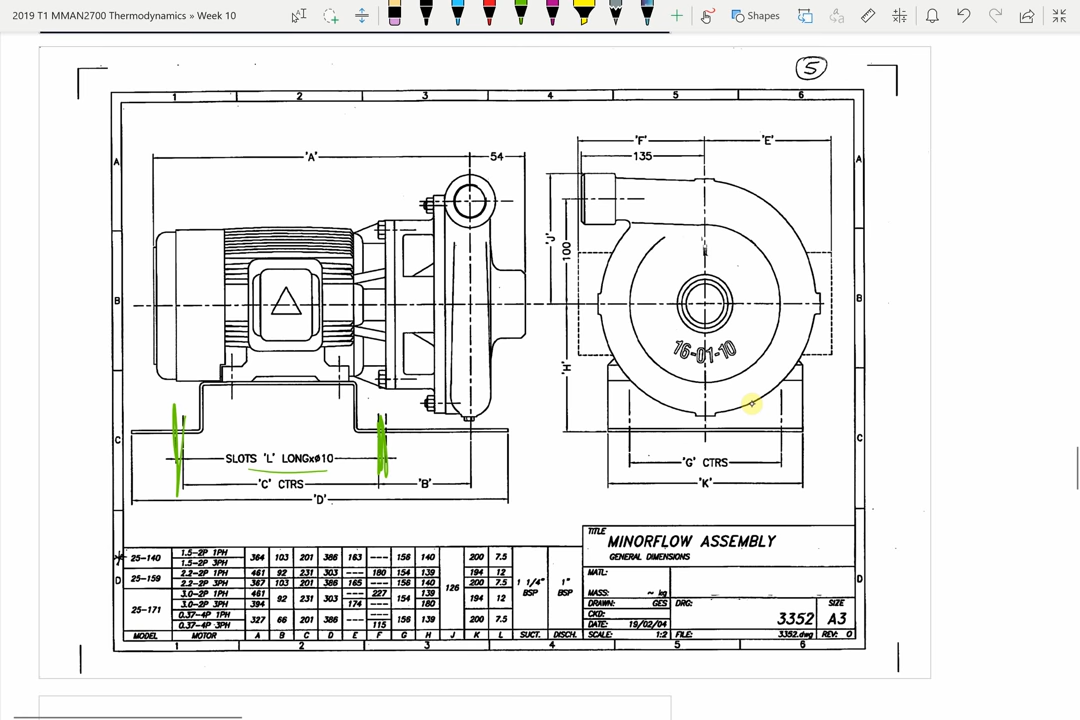 2019 T1 MMAN2700 Thermodynamics » Week 10
Shapes
5
1 2 3 4 5 6
'A' 54 'F' 'E'
135
A A
'J'
100
B B
16-01-10
'H'
C C
SLOTS 'L' LONGxø10
'G' CTRS
'C' CTRS 'B'
'K'
'D'
TITLE
MINORFLOW ASSEMBLY
GENERAL DIMENSIONS
25-140 1.5-2P 1PH 364 103 201 386 163 --- 156 140 200 7.5
1.5-2P 3PH
25-159 2.2-2P 1PH 461 92 231 303 --- 180 154 139 194 12
2.2-2P 3PH 367 103 201 386 165 --- 156 140 200 7.5
25-171 3.0-2P 1PH 461 92 231 303 --- 227 154 139 194 12
3.0-2P 3PH 394 174 --- 180
0.37-4P 1PH 327 66 201 386 --- --- 156 139 200 7.5
0.37-4P 3PH 115
126
1 1/4" BSP
1" BSP
MODEL MOTOR A B C D E F G H J K L SUCT. DISCH.
D D
MATL:
MASS: ~ kg
DRAWN: GES DRG: SIZE
CKD: 3352 A3
DATE: 19/02/04
SCALE: 1:2 FILE: 3352.dwg REV: 0
1 2 3 4 5 6